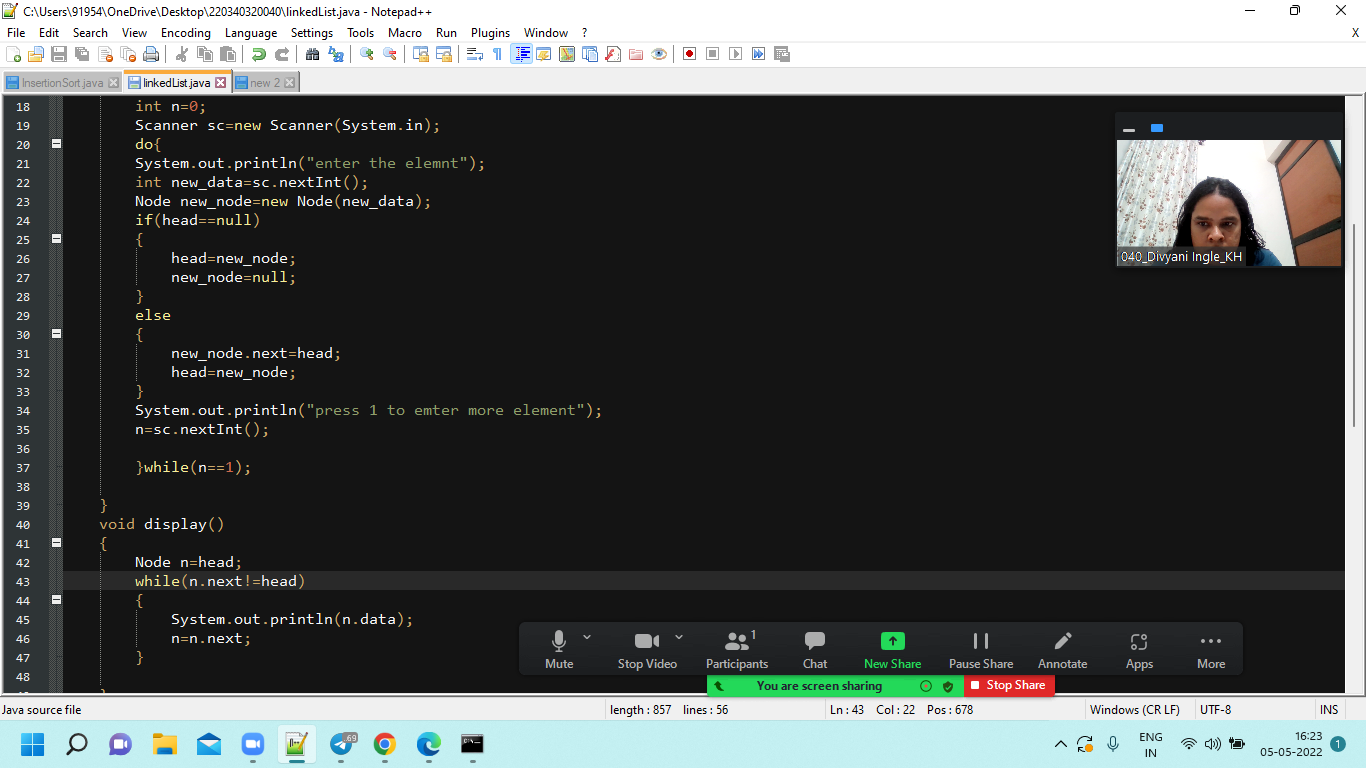 C:\Users\91954\OneDrive\Desktop\220340320040\linkedList.java - Notepad++
File Edit Search View Encoding Language Settings Tools Macro Run Plugins Window ? X
InsertionSort.java linkedList.java new 2
18 int n=0;
19 Scanner sc=new Scanner(System.in);
20 do{
21 System.out.println("enter the elemnt");
22 int new_data=sc.nextInt();
23 Node new_node=new Node(new_data);
24 if(head==null)
25 {
26 head=new_node;
27 new_node=null;
28 }
29 else
30 {
31 new_node.next=head;
32 head=new_node;
33 }
34 System.out.println("press 1 to emter more element");
35 n=sc.nextInt();
36
37 }while(n==1);
38
39 }
40 void display()
41 {
42 Node n=head;
43 while(n.next!=head)
44 {
45 System.out.println(n.data);
46 n=n.next;
47 }
48
040_Divyani Ingle_KH
1
Mute Stop Video Participants Chat New Share Pause Share Annotate Apps More
You are screen sharing Stop Share
Java source file length : 857 lines : 56 Ln : 43 Col : 22 Pos : 678 Windows (CR LF) UTF-8 INS
69
ENG
IN
16:23
05-05-2022
1